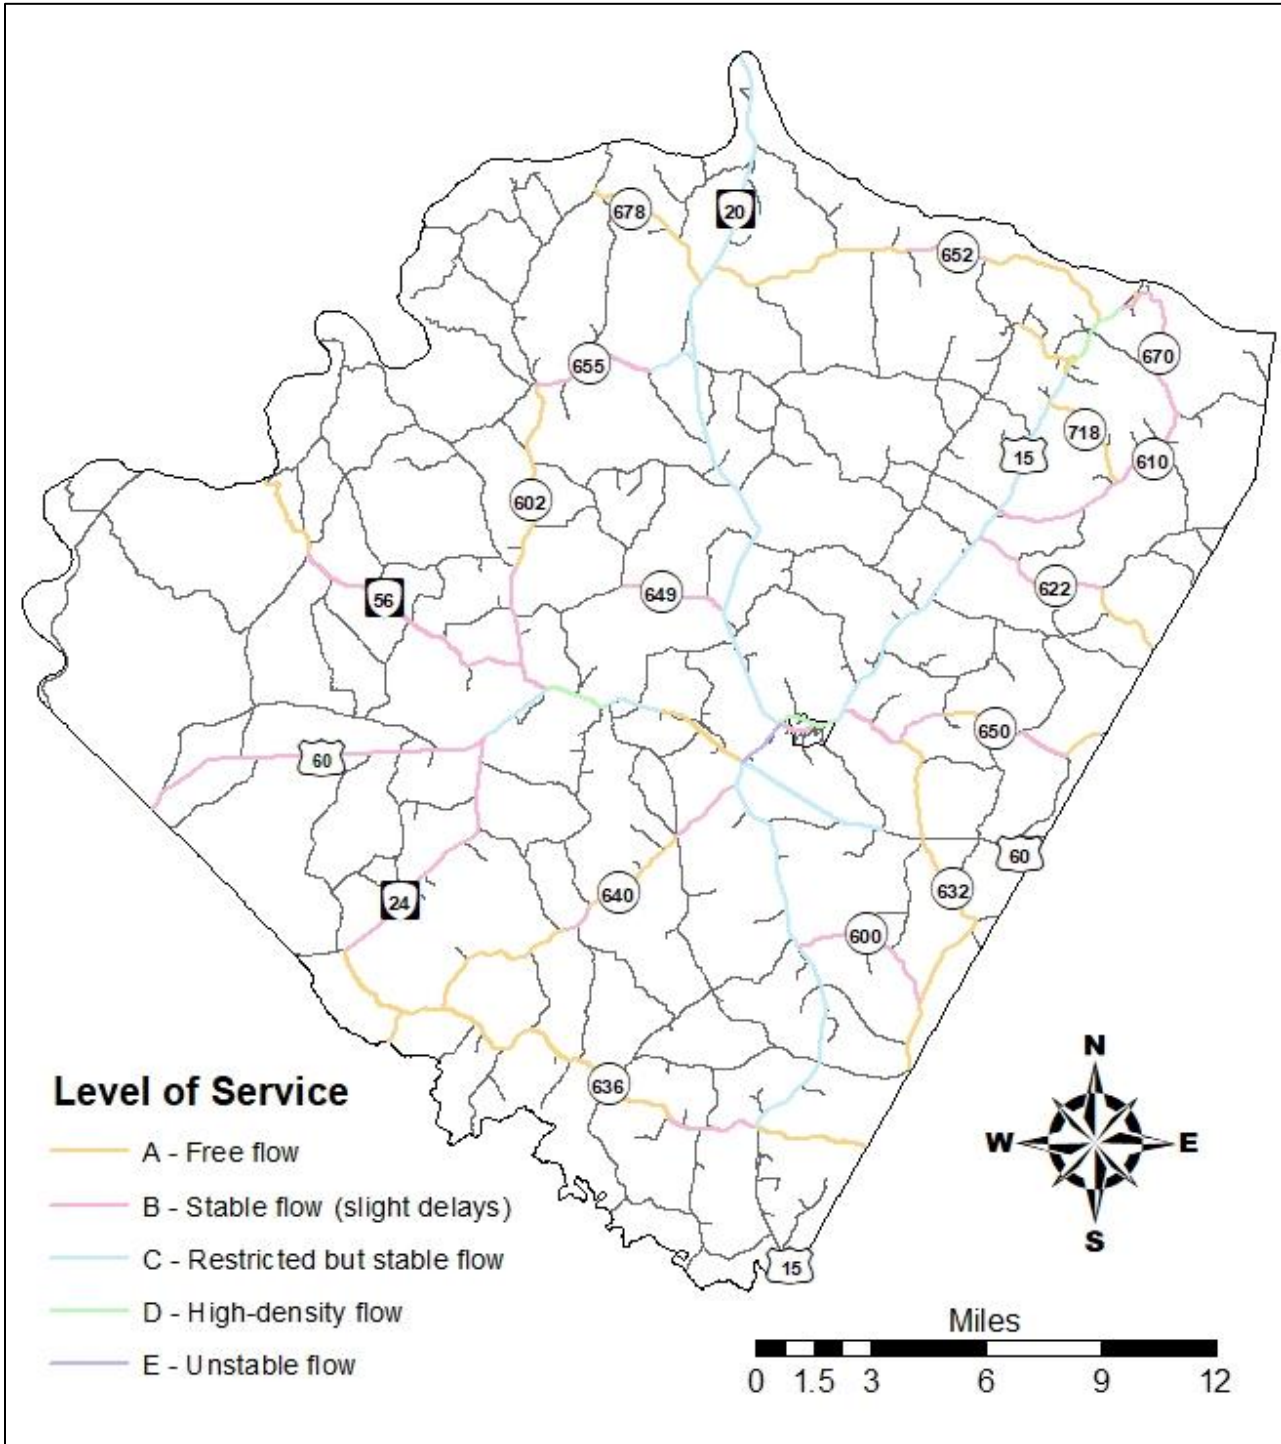 20
678
652
655
670
718
15
610
602
56
649
622
650
60
60
24
640
632
600
636
15
N
W
E
S
Level of Service
A - Free flow
B - Stable flow (slight delays)
C - Restricted but stable flow
D - High-density flow
E - Unstable flow
Miles
0 1.5 3 6 9 12